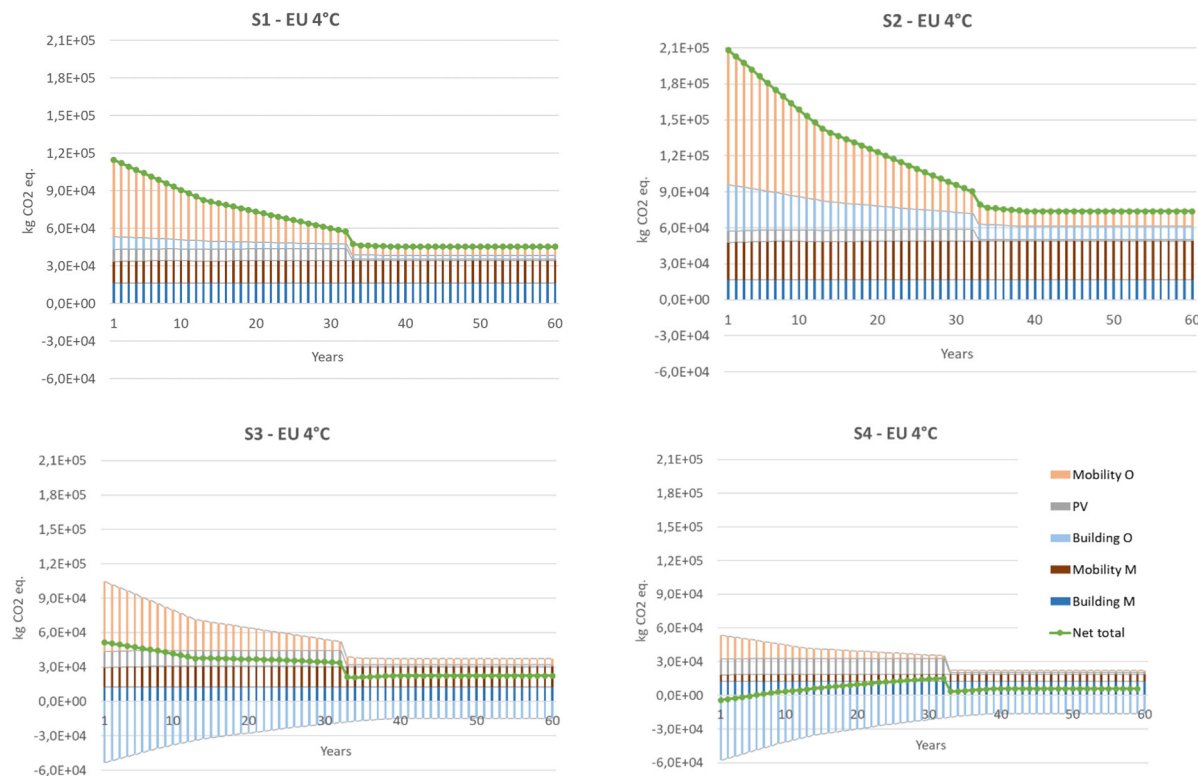 S1 - EU 4°C
kg CO2 eq.
2,1E+05
1,8E+05
1,5E+05
1,2E+05
9,0E+04
6,0E+04
3,0E+04
0,0E+00
-3,0E+04
-6,0E+04
1 10 20 30 40 50 60
Years
S2 - EU 4°C
kg CO2 eq.
2,1E+05
1,8E+05
1,5E+05
1,2E+05
9,0E+04
6,0E+04
3,0E+04
0,0E+00
-3,0E+04
-6,0E+04
1 10 20 30 40 50 60
Years
S3 - EU 4°C
kg CO2 eq.
2,1E+05
1,8E+05
1,5E+05
1,2E+05
9,0E+04
6,0E+04
3,0E+04
0,0E+00
-3,0E+04
-6,0E+04
1 10 20 30 40 50 60
Years
S4 - EU 4°C
kg CO2 eq.
2,1E+05
1,8E+05
1,5E+05
1,2E+05
9,0E+04
6,0E+04
3,0E+04
0,0E+00
-3,0E+04
-6,0E+04
1 10 20 30 40 50 60
Years
Mobility O
PV
Building O
Mobility M
Building M
Net total